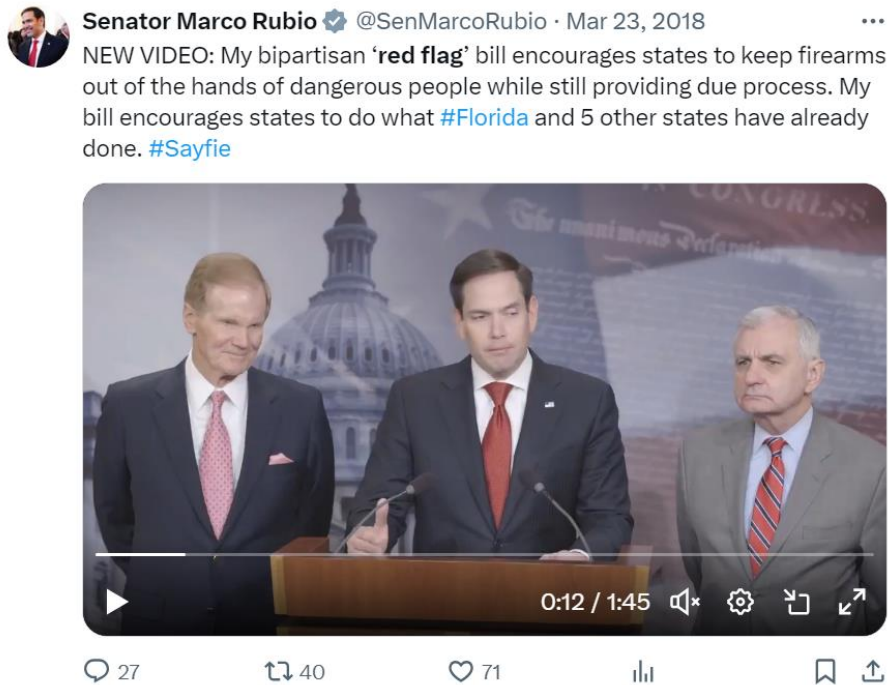 Senator Marco Rubio @SenMarcoRubio · Mar 23, 2018
NEW VIDEO: My bipartisan ‘red flag’ bill encourages states to keep firearms
out of the hands of dangerous people while still providing due process. My
bill encourages states to do what #Florida and 5 other states have already
done. #Sayfie
CONGRESS.
The unanimous Declaration
0:12 / 1:45
27 40 71